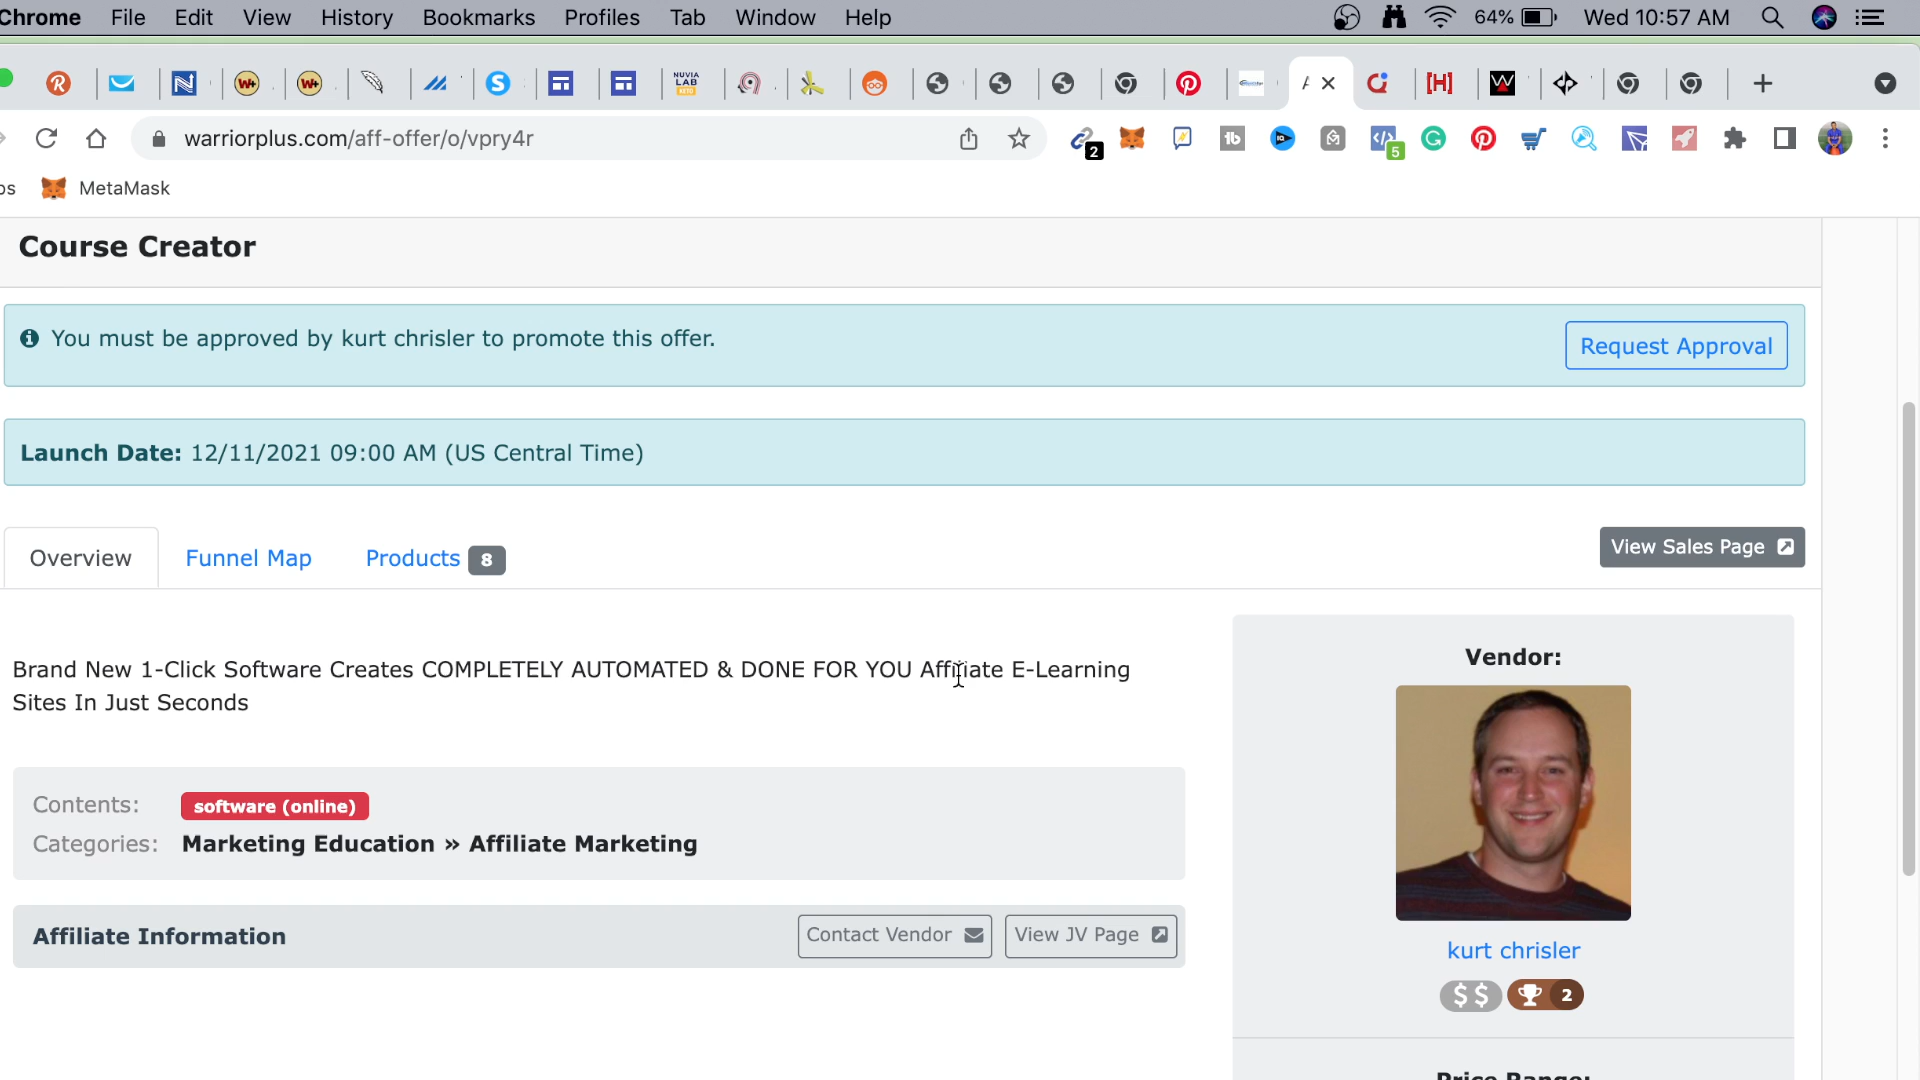 Chrome File Edit View History Bookmarks Profiles Tab Window Help 64% Wed 10:57 AM
warriorplus.com/aff-offer/o/vpry4r
2
5
MetaMask
Course Creator
You must be approved by kurt chrisler to promote this offer.
Request Approval
Launch Date: 12/11/2021 09:00 AM (US Central Time)
Overview Funnel Map Products 8
View Sales Page
Brand New 1-Click Software Creates COMPLETELY AUTOMATED & DONE FOR YOU Affiliate E-Learning
Sites In Just Seconds
Contents: software (online)
Categories: Marketing Education » Affiliate Marketing
Affiliate Information
Contact Vendor View JV Page
Vendor:
kurt chrisler
$$ 2
Price Range: